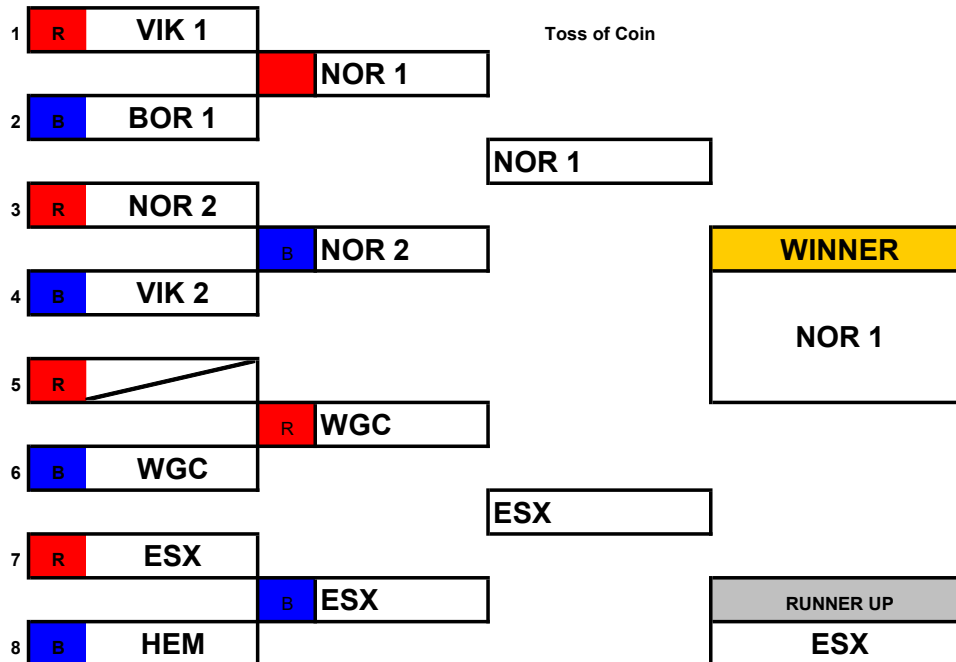 1 R VIK 1 Toss of Coin
NOR 1
2 B BOR 1
NOR 1
3 R NOR 2
B NOR 2 WINNER
4 B VIK 2
NOR 1
5 R
R WGC
6 B WGC
ESX
7 R ESX
B ESX RUNNER UP
8 B HEM ESX